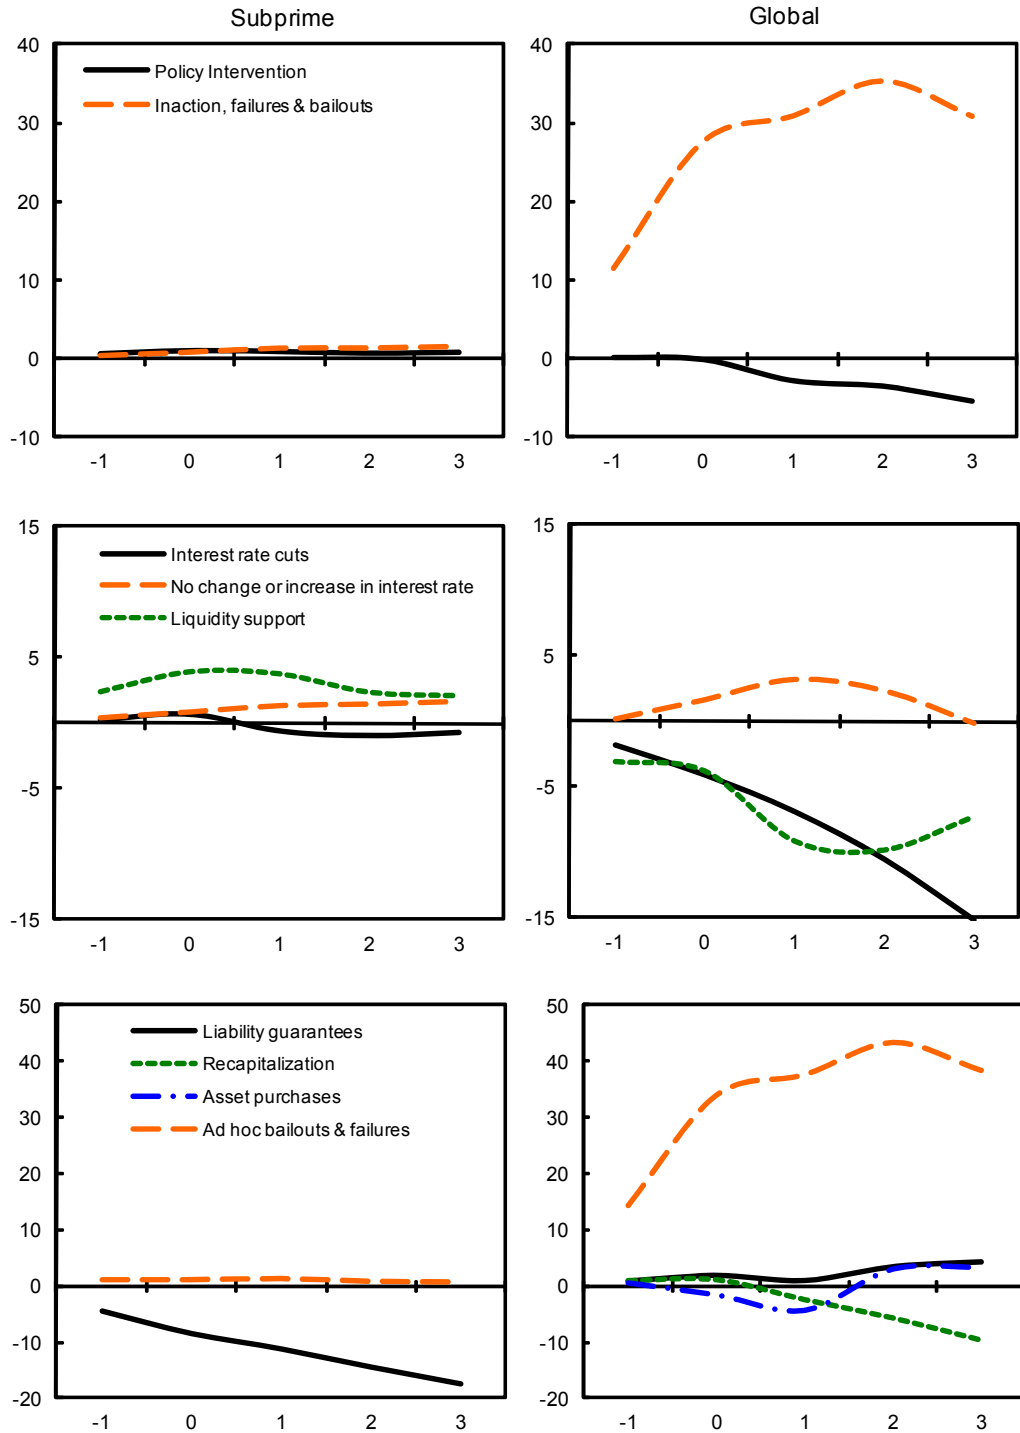 Subprime
Global
40
30
20
10
0
-10
Policy Intervention
Inaction, failures & bailouts
-1 0 1 2 3
40
30
20
10
0
-10
-1 0 1 2 3
15
5
-5
-15
Interest rate cuts
No change or increase in interest rate
Liquidity support
-1 0 1 2 3
15
5
-5
-15
-1 0 1 2 3
50
40
30
20
10
0
-10
-20
Liability guarantees
Recapitalization
Asset purchases
Ad hoc bailouts & failures
-1 0 1 2 3
50
40
30
20
10
0
-10
-20
-1 0 1 2 3